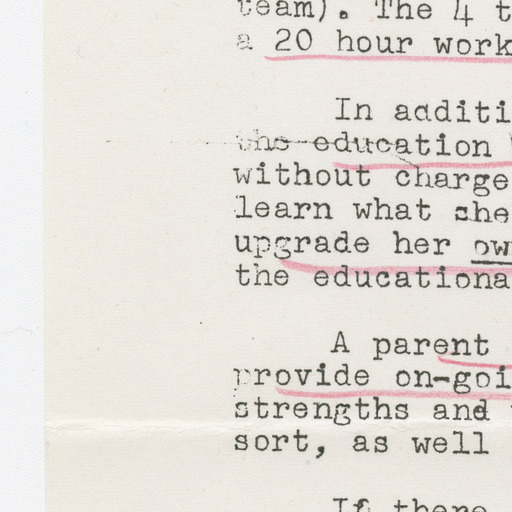 team). The 4 t
a 20 hour work
In additi
the education
without charge
learn what she
upgrade her ow
the educationa
A parent
provide on-goi
strengths and
sort, as well
If there